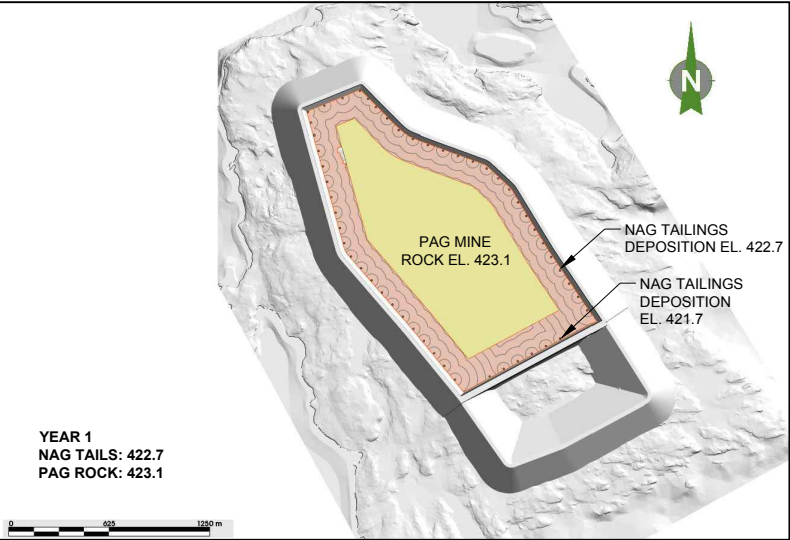 N
PAG MINE
ROCK EL. 423.1
NAG TAILINGS
DEPOSITION EL. 422.7
NAG TAILINGS
DEPOSITION
EL. 421.7
YEAR 1
NAG TAILS: 422.7
PAG ROCK: 423.1
0 625 1250 m